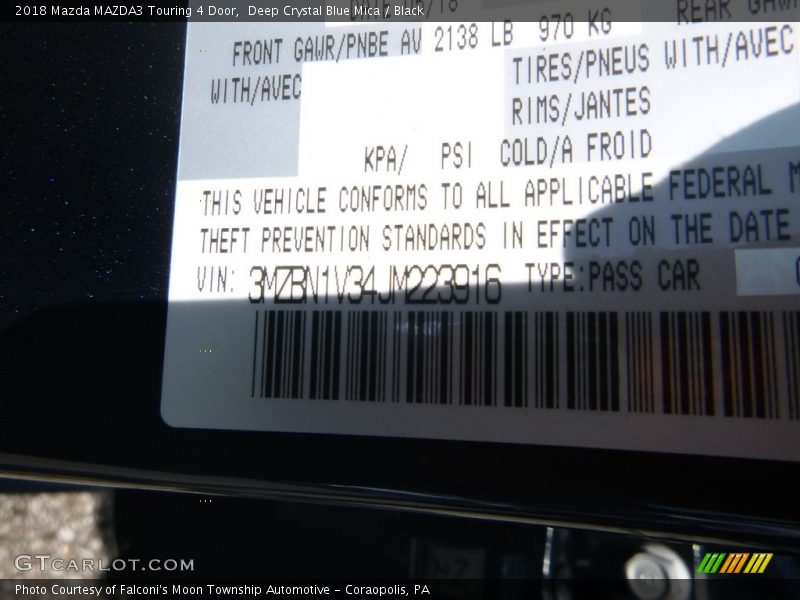 2018 Mazda MAZDA3 Touring 4 Door,  Deep Crystal Blue Mica / Black
FRONT GAWR/PNBE AV 2138 LB 970 KG REAR
WITH/AVEC TIRES/PNEUS WITH/AVEC
RIMS/JANTES
KPA/ PSI COLD/A FROID
THIS VEHICLE CONFORMS TO ALL APPLICABLE FEDERAL
THEFT PREVENTION STANDARDS IN EFFECT ON THE DATE
VIN: 3MZBN1V34JM223916 TYPE:PASS CAR
GTCARLOT.COM
Photo Courtesy of Falconi's Moon Township Automotive - Coraopolis, PA